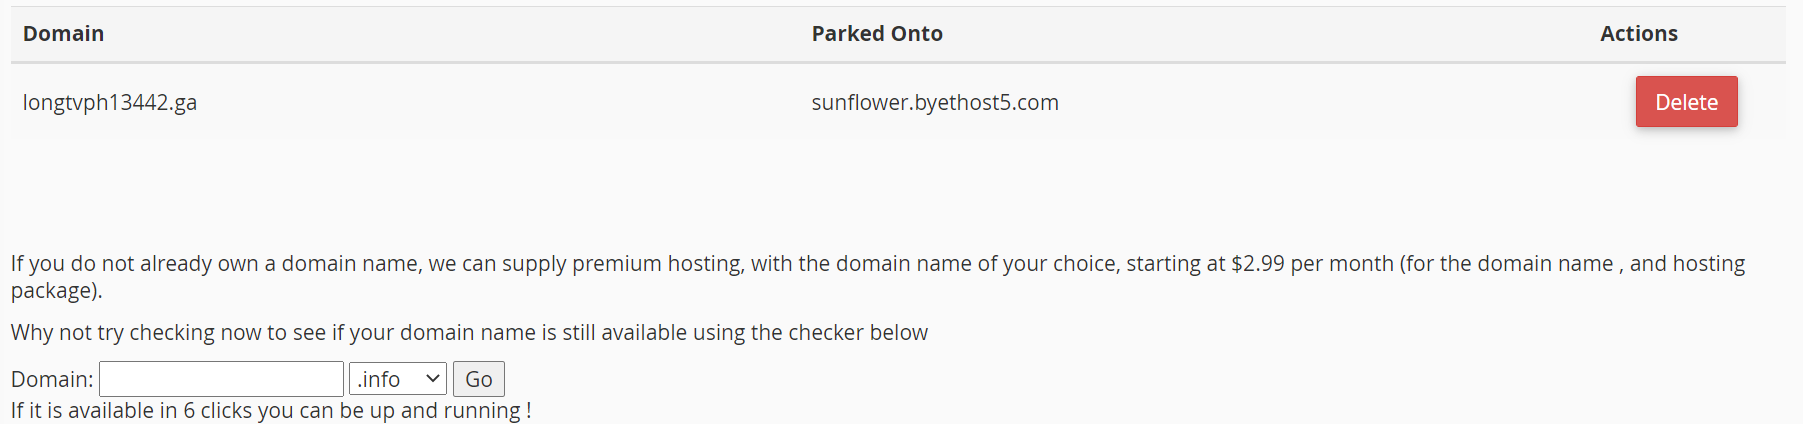 Domain Parked Onto Actions
longtvph13442.ga sunflower.byethost5.com Delete
If you do not already own a domain name, we can supply premium hosting, with the domain name of your choice, starting at $2.99 per month (for the domain name , and hosting
package).
Why not try checking now to see if your domain name is still available using the checker below
Domain: .info Go
If it is available in 6 clicks you can be up and running !